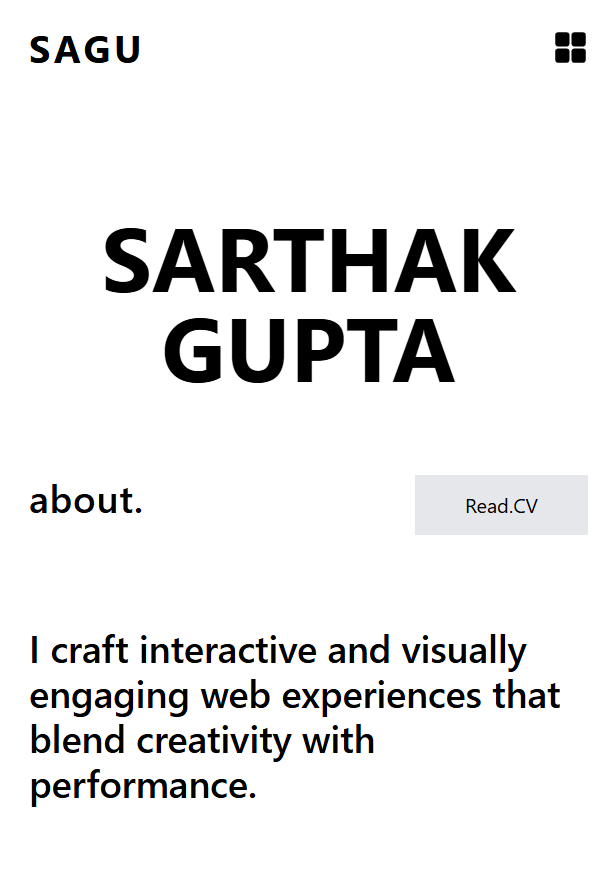 SAGU
SARTHAK
GUPTA
about.
Read.CV
I craft interactive and visually
engaging web experiences that
blend creativity with
performance.